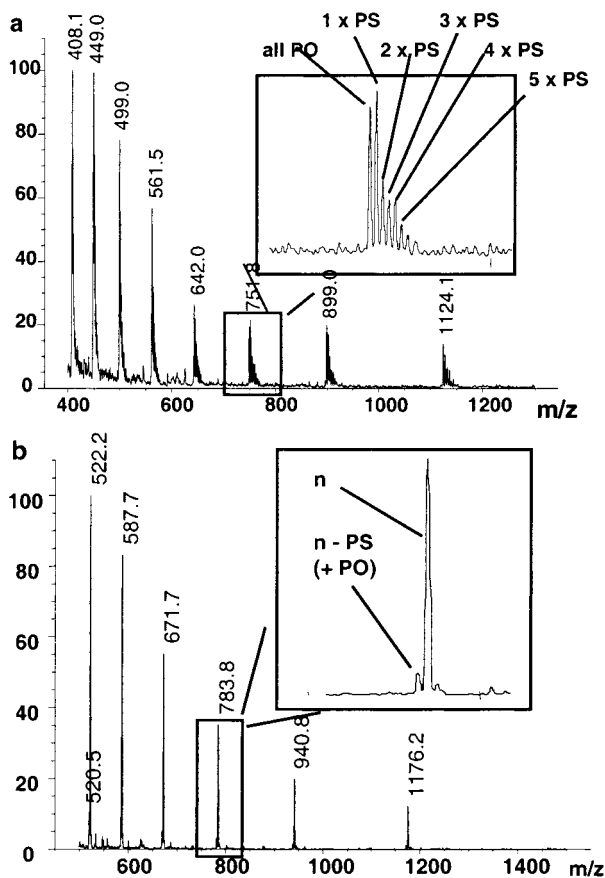 a
1 x PS
3 x PS
all PO
2 x PS
4 x PS
5 x PS
408.1
449.0
499.0
561.5
642.0
751.8
899.0
1124.1
100
80
60
40
20
0
400
600
800
1000
1200
m/z
b
522.2
587.7
671.7
783.8
940.8
1176.2
520.5
n
n - PS
(+ PO)
100
80
60
40
20
0
600
800
1000
1200
1400
m/z